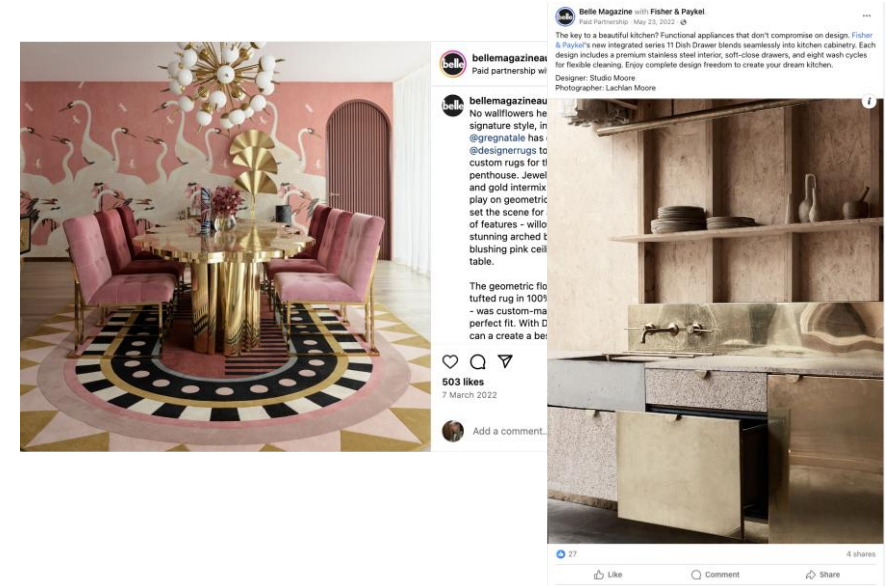 belle
bellemagazineau
Paid partnership wi
belle
bellemagazineau
No wallflowers he
signature style, in
@gregnatale has
@designerrugs to
custom rugs for th
penthouse. Jewel
and gold intermix
play on geometric
set the scene for
of features - willo
stunning arched b
blushing pink ceil
table.
The geometric flo
tufted rug in 100%
- was custom-ma
perfect fit. With D
can a create a bes
503 likes
7 March 2022
Add a comment...
belle
Belle Magazine with Fisher & Paykel
Paid Partnership · May 23, 2022 ·
The key to a beautiful kitchen? Functional appliances that don't compromise on design. Fisher
& Paykel's new integrated series 11 Dish Drawer blends seamlessly into kitchen cabinetry. Each
design includes a premium stainless steel interior, soft-close drawers, and eight wash cycles
for flexible cleaning. Enjoy complete design freedom to create your dream kitchen.
Designer: Studio Moore
Photographer: Lachlan Moore
i
27
4 shares
Like
Comment
Share